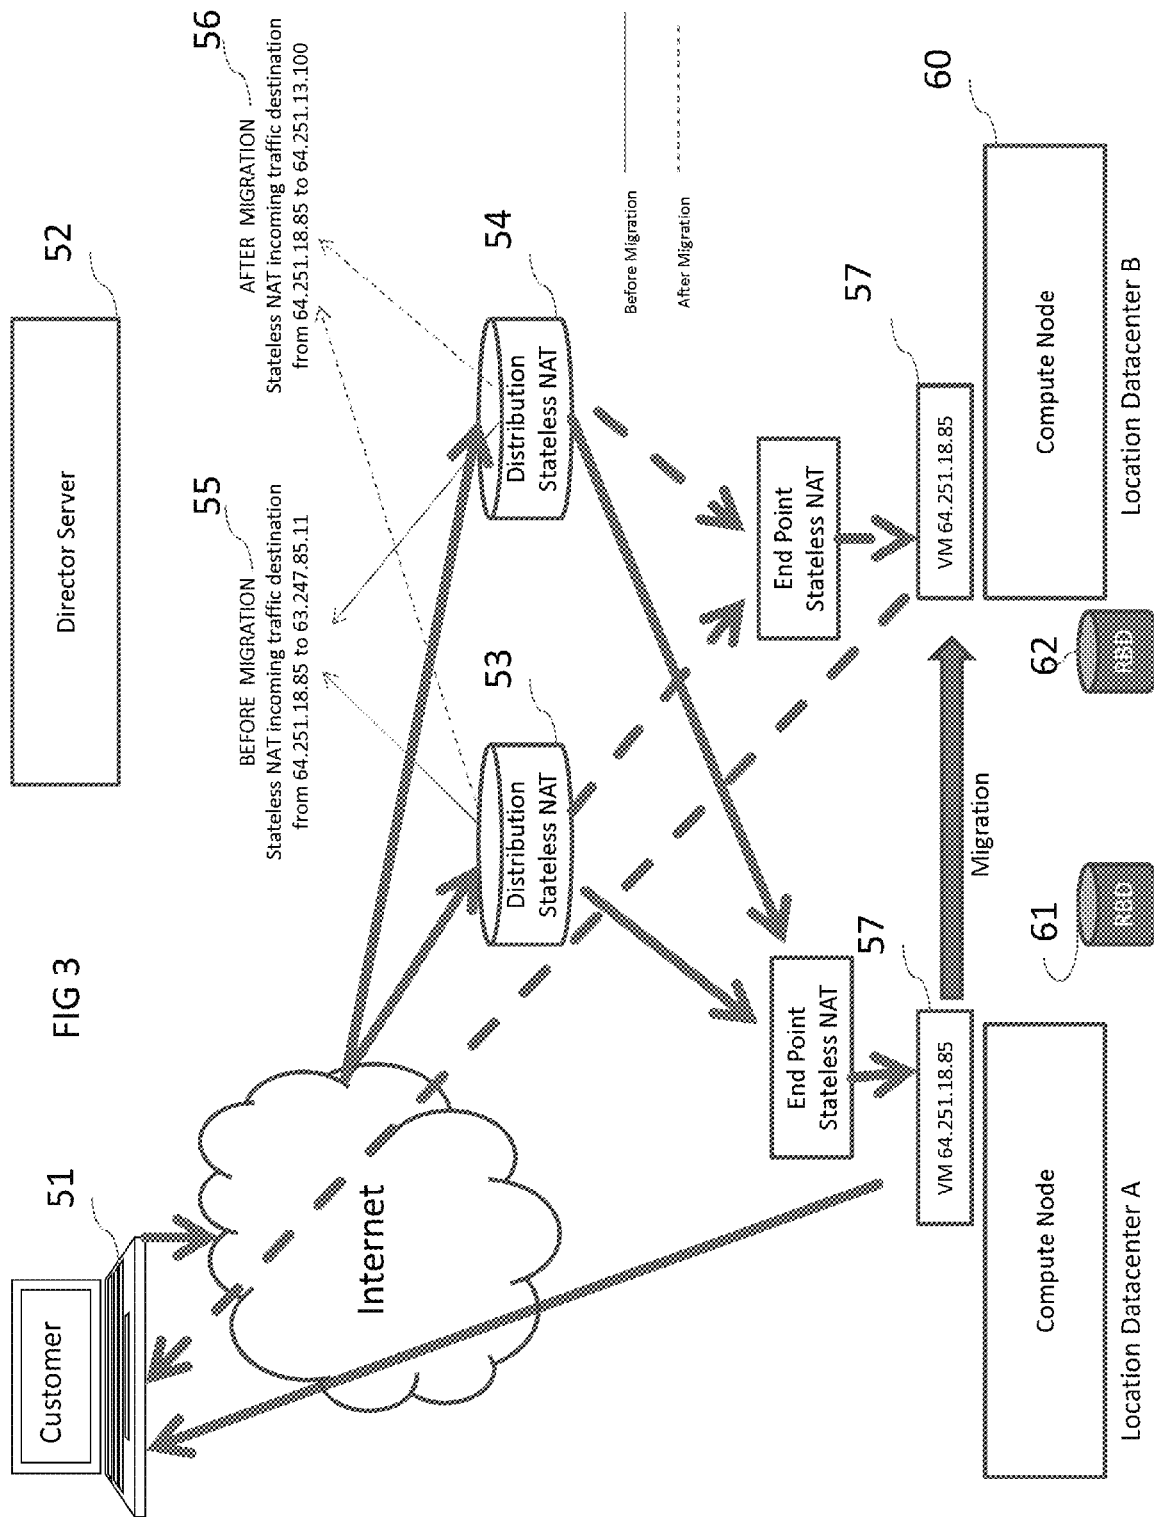 FIG 3
Customer
51
Director Server
52
Internet
BEFORE MIGRATION
55
Stateless NAT incoming traffic destination
from 64.251.18.85 to 63.247.85.11
AFTER MIGRATION
56
Stateless NAT incoming traffic destination
from 64.251.18.85 to 64.251.13.100
Distribution
Stateless NAT
53
Distribution
Stateless NAT
54
Before Migration
After Migration
End Point
Stateless NAT
End Point
Stateless NAT
VM 64.251.18.85
57
Migration
VM 64.251.18.85
57
Compute Node
61
RBD
62
RBD
Compute Node
60
Location Datacenter A
Location Datacenter B